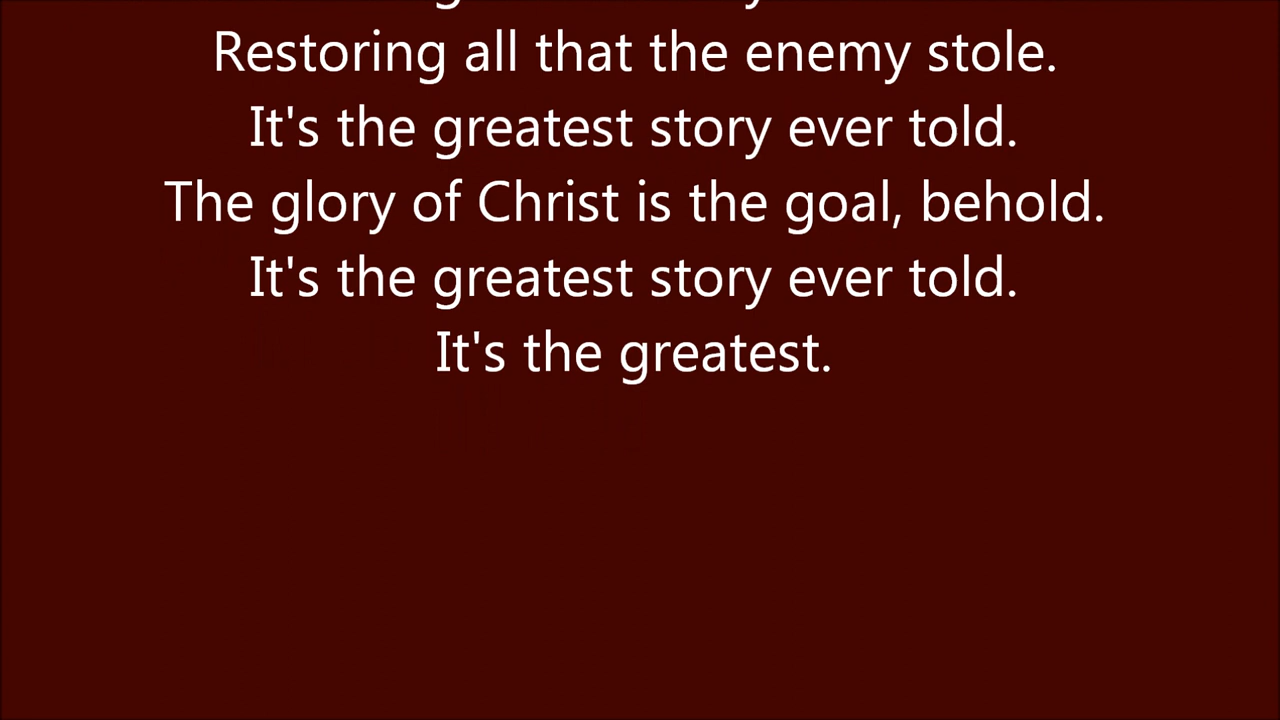 Restoring all that the enemy stole.
It's the greatest story ever told.
The glory of Christ is the goal, behold.
It's the greatest story ever told.
It's the greatest.